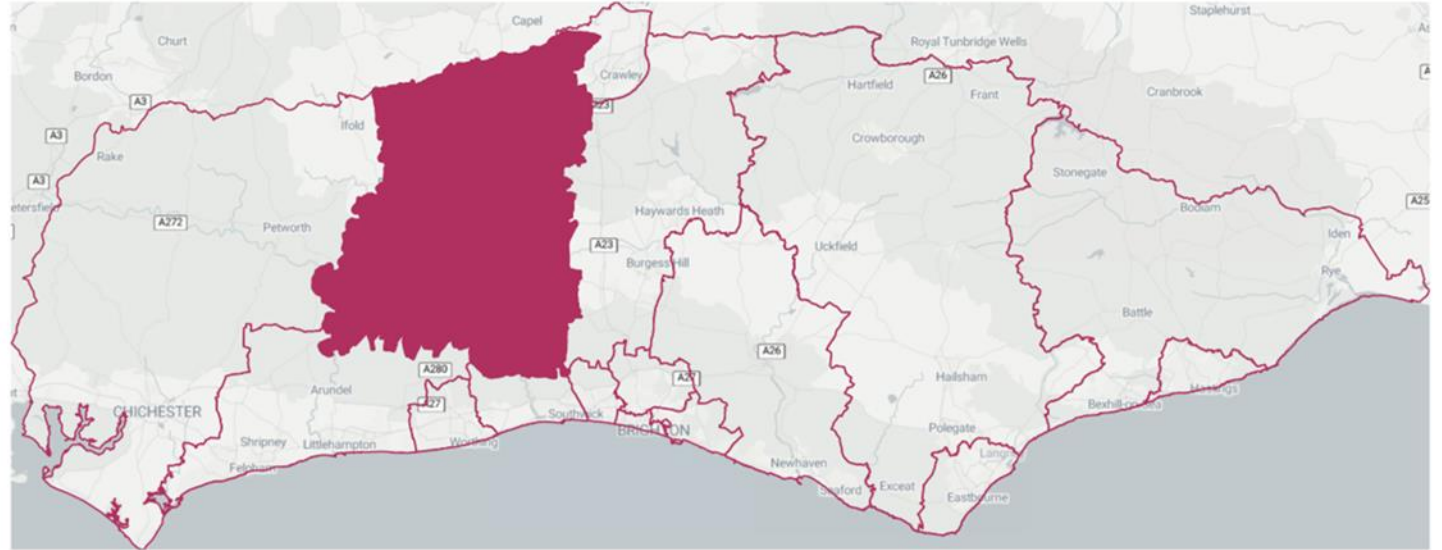 Capel
Staplehurst
Churt
Royal Tunbridge Wells
Bordon
Crawley
A26
Hartfield
Frant
Cranbrook
A3
Ifold
A3
Crowborough
Rake
Stonegate
A3
Haywards Heath
Bodiam
A272
Petworth
Iden
A23
Uckfield
Burgess Hill
Rye
Battle
A26
A280
Hailsham
Arundel
A27
A27
CHICHESTER
Southwick
Hastings
Bexhill-on-Sea
BRIGHTON
Polegate
Shripney
Littlehampton
Worthing
Felpham
Newhaven
Seaford
Exceat
Eastbourne